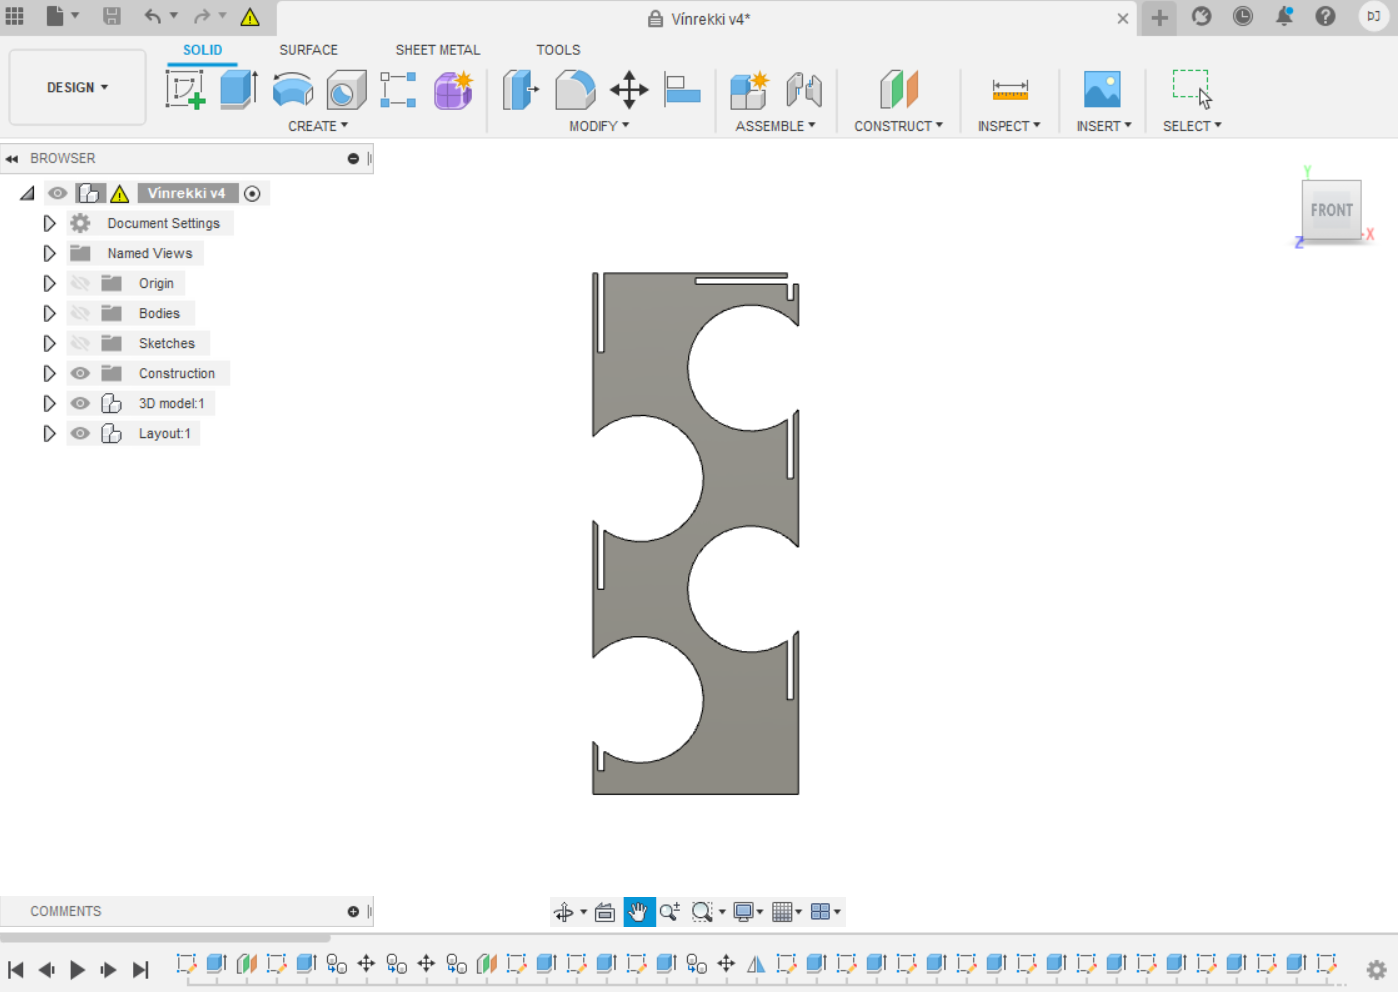 Vínrekki v4*
DJ
SOLID SURFACE SHEET METAL TOOLS
DESIGN
CREATE MODIFY ASSEMBLE CONSTRUCT INSPECT INSERT SELECT
BROWSER
Vínrekki v4
Document Settings
Named Views
Origin
Bodies
Sketches
Construction
3D model:1
Layout:1
Y
FRONT
X
Z
COMMENTS